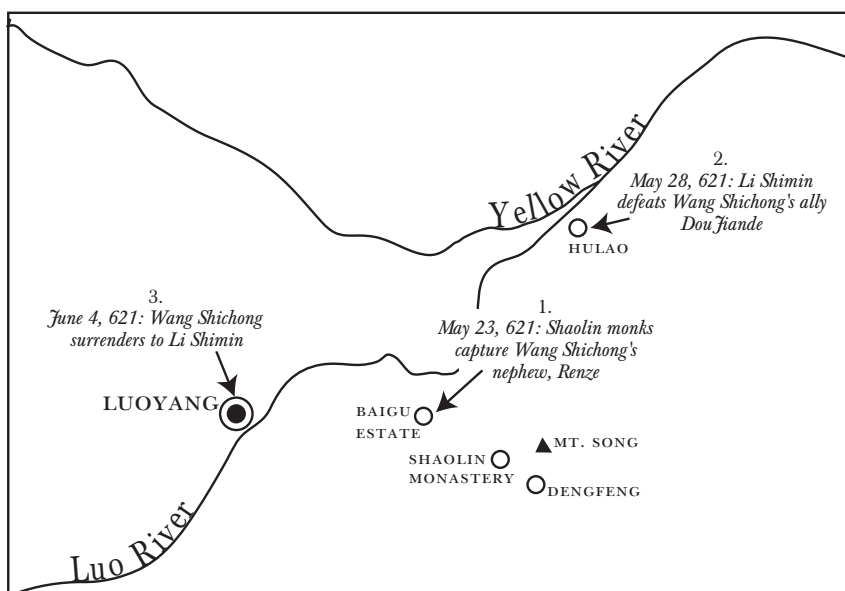 Yellow River
2.
May 28, 621: Li Shimin
defeats Wang Shichong's ally
Dou Jiande
HULAO
3.
June 4, 621: Wang Shichong
surrenders to Li Shimin
1.
May 23, 621: Shaolin monks
capture Wang Shichong's
nephew, Renze
LUOYANG
BAIGU
ESTATE
MT. SONG
SHAOLIN
MONASTERY
DENGFENG
Luo River